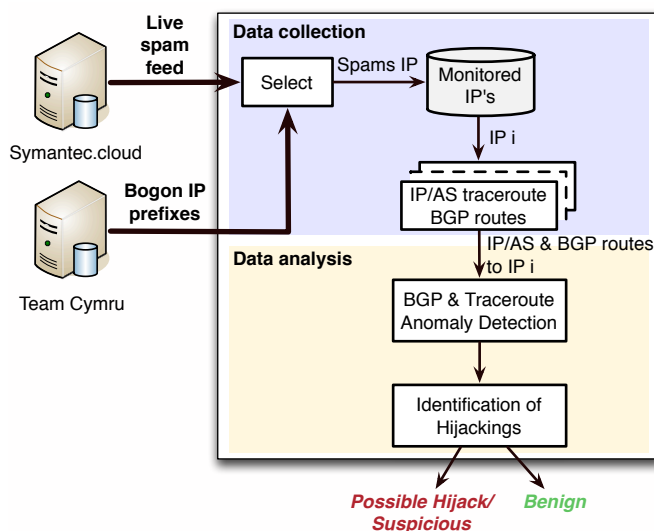 Live
spam
feed
Symantec.cloud
Bogon IP
prefixes
Team Cymru
Data collection
Select
Spams IP
Monitored
IP's
IP i
IP/AS traceroute
BGP routes
IP/AS & BGP routes
to IP i
Data analysis
BGP & Traceroute
Anomaly Detection
Identification of
Hijackings
Possible Hijack/
Suspicious
Benign